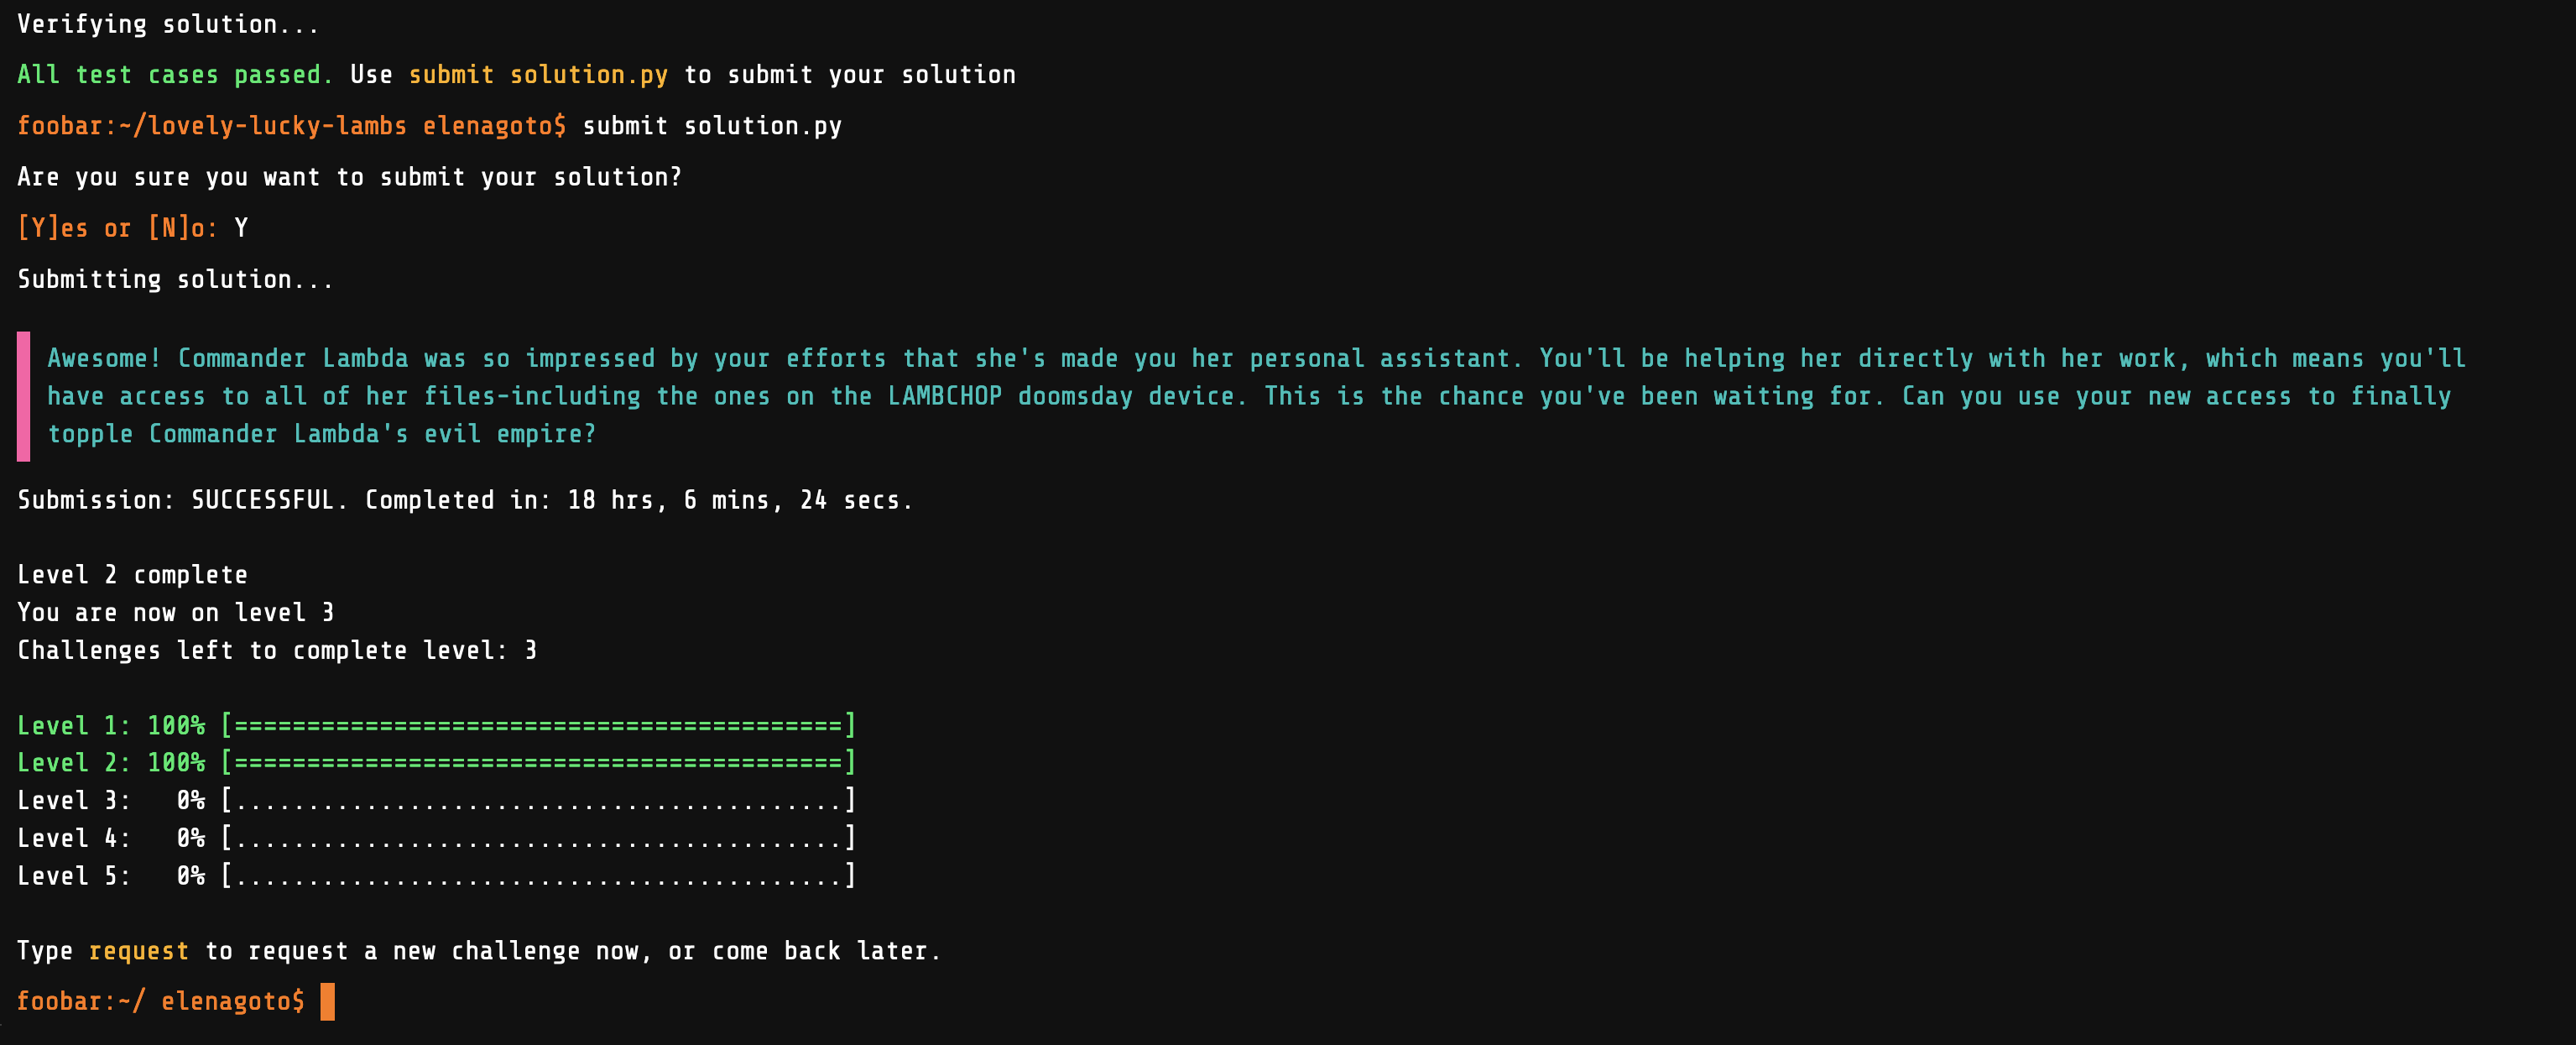 Verifying solution...
All test cases passed. Use submit solution.py to submit your solution
foobar:~/lovely-lucky-lambs elenagoto$ submit solution.py
Are you sure you want to submit your solution?
[Y]es or [N]o: Y
Submitting solution...
Awesome! Commander Lambda was so impressed by your efforts that she's made you her personal assistant. You'll be helping her directly with her work, which means you'll
have access to all of her files-including the ones on the LAMBCHOP doomsday device. This is the chance you've been waiting for. Can you use your new access to finally
topple Commander Lambda's evil empire?
Submission: SUCCESSFUL. Completed in: 18 hrs, 6 mins, 24 secs.
Level 2 complete
You are now on level 3
Challenges left to complete level: 3
Level 1: 100% [==========================================]
Level 2: 100% [==========================================]
Level 3:   0% [..........................................]
Level 4:   0% [..........................................]
Level 5:   0% [..........................................]
Type request to request a new challenge now, or come back later.
foobar:~/ elenagoto$